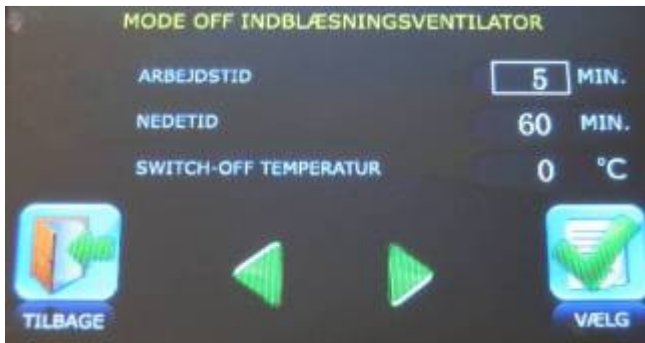 MODE OFF INDBLÆSNINGSVENTILATOR
ARBEJDSTID 5 MIN.
NEDETID 60 MIN.
SWITCH-OFF TEMPERATUR 0 °C
TILBAGE VÆLG